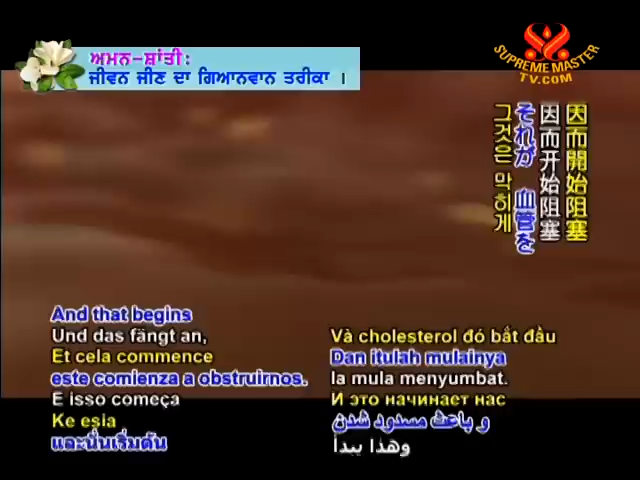 ਅਮਨ-ਸ਼ਾਂਤੀ:
ਜੀਵਨ ਜੀਣ ਦਾ ਗਿਆਨਵਾਨ ਤਰੀਕਾ ।
SUPREME MASTER
TV.COM
因而開始阻塞
因而开始阻塞
それが 血管を
그것은 막히게
And that begins
Und das fängt an,
Et cela commence
este comienza a obstruirnos.
E isso começa
Ke esia
และนั่นเริ่มตัน
Và cholesterol đó bắt đầu
Dan itulah mulainya
Ia mula menyumbat.
И это начинает нас
و باعث مسدود شدن
وهذا يبدأ